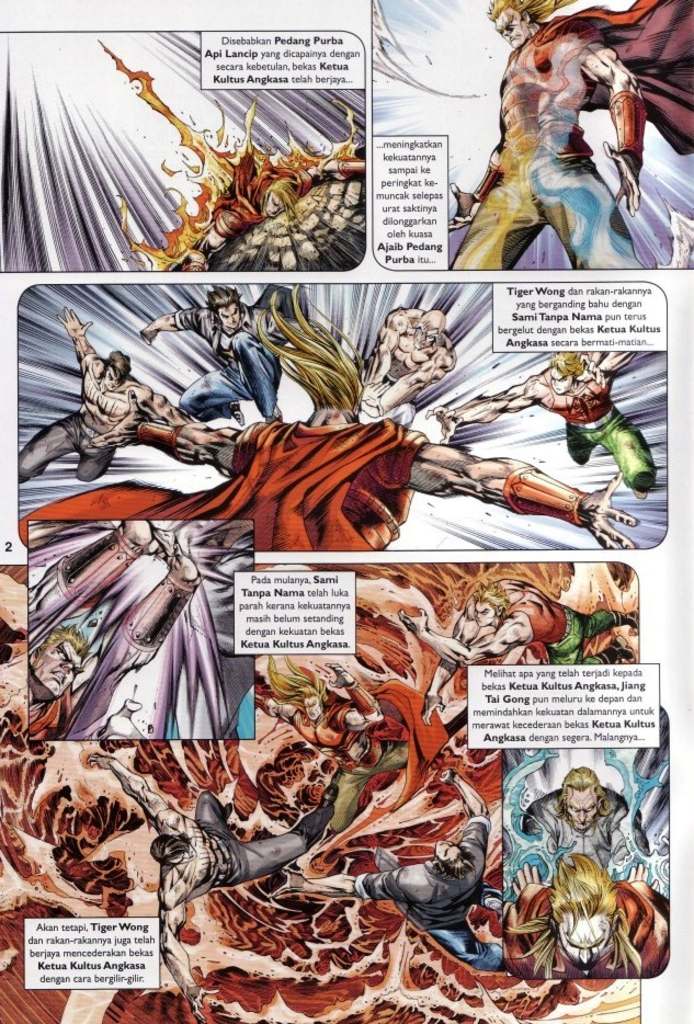 Disebabkan Pedang Purba
Api Lancip yang dicapainya dengan
secara kebetulan, bekas Ketua
Kultus Angkasa telah berjaya...
...meningkatkan
kekuatannya
sampai ke
peringkat ke-
muncak selepas
urat saktinya
dilonggarkan
oleh kuasa
Ajaib Pedang
Purba itu...
Tiger Wong dan rakan-rakannya
yang berganding bahu dengan
Sami Tanpa Nama pun terus
bergelut dengan bekas Ketua Kultus
Angkasa secara bermati-matian...
2
Pada mulanya, Sami
Tanpa Nama telah luka
parah kerana kekuatannya
masih belum setanding
dengan kekuatan bekas
Ketua Kultus Angkasa.
Melihat apa yang telah terjadi kepada
bekas Ketua Kultus Angkasa, Jiang
Tai Gong pun meluru ke depan dan
memindahkan kekuatan dalamannya untuk
merawat kecederaan bekas Ketua Kultus
Angkasa dengan segera. Malangnya...
Akan tetapi, Tiger Wong
dan rakan-rakannya juga telah
berjaya mencederakan bekas
Ketua Kultus Angkasa
dengan cara bergilir-gilir.